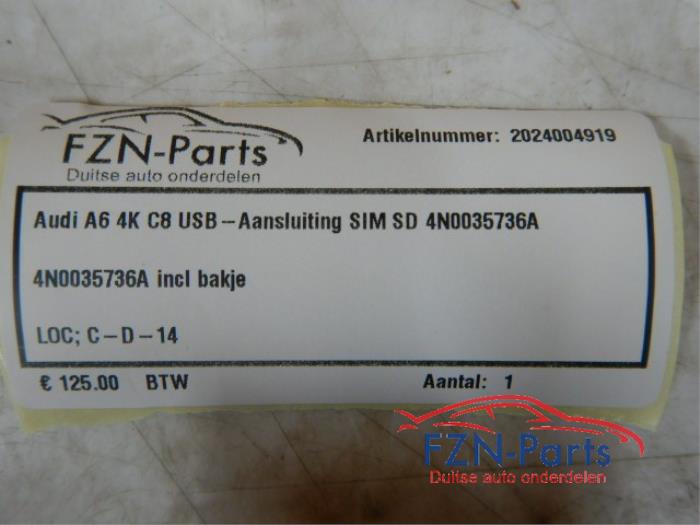 FZN-Parts
Duitse auto onderdelen
Artikelnummer: 2024004919
Audi A6 4K C8 USB-Aansluiting SIM SD 4N0035736A
4N0035736A incl bakje
LOC; C-D-14
€ 125.00 BTW
Aantal: 1
FZN-Parts
Duitse auto onderdelen